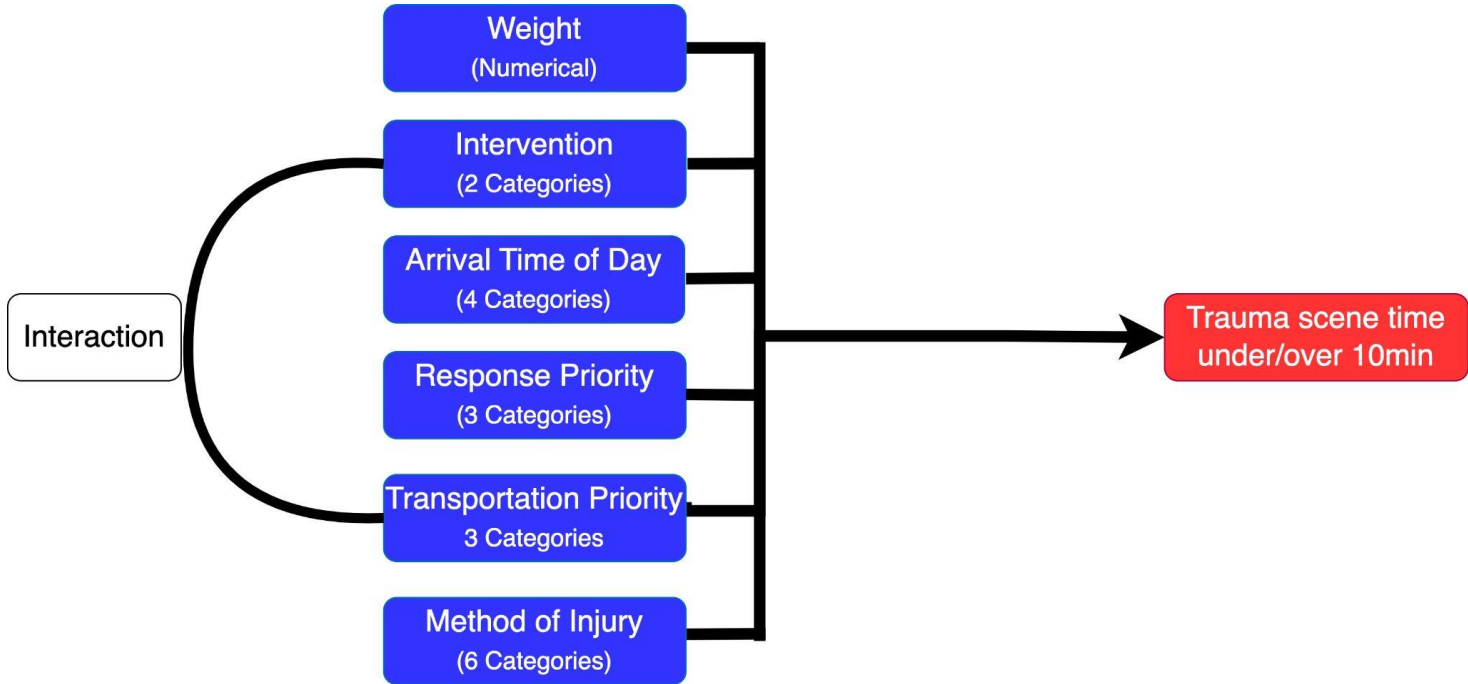 Weight
(Numerical)
Intervention
(2 Categories)
Arrival Time of Day
(4 Categories)
Interaction
Response Priority
(3 Categories)
Transportation Priority
3 Categories
Method of Injury
(6 Categories)
Trauma scene time
under/over 10min